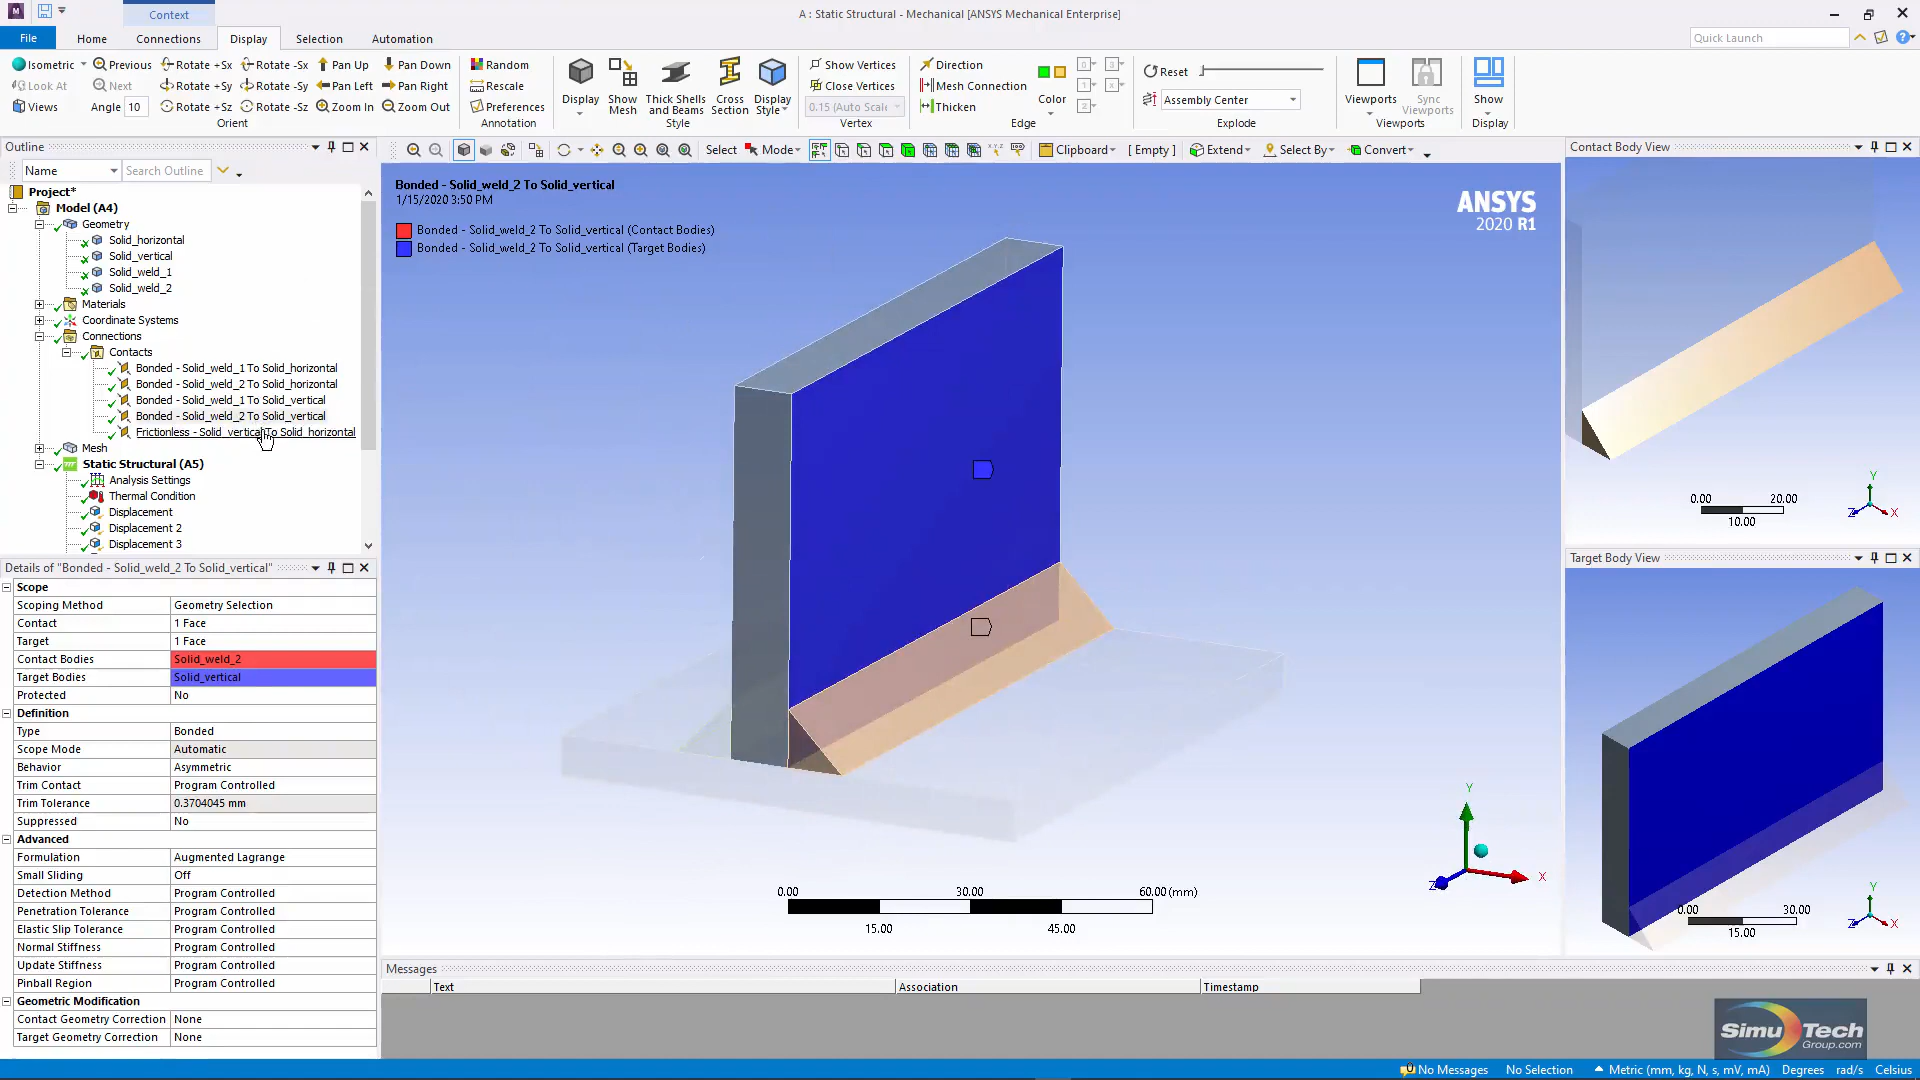 Context
A : Static Structural - Mechanical [ANSYS Mechanical Enterprise]
File
Home
Connections
Display
Selection
Automation
Quick Launch
Isometric
Previous
Rotate +Sx
Rotate -Sx
Pan Up
Pan Down
Look At
Next
Rotate +Sy
Rotate -Sy
Pan Left
Pan Right
Views
Angle 10
Rotate +Sz
Rotate -Sz
Zoom In
Zoom Out
Orient
Random
Rescale
Preferences
Annotation
Display
Show Mesh
Thick Shells and Beams
Cross Section
Display Style
Style
Show Vertices
Close Vertices
0.15 (Auto Scale
Vertex
Direction
Mesh Connection
Thicken
Color
0
3
1
X
2
Edge
Reset
Assembly Center
Explode
Viewports
Sync Viewports
Viewports
Show
Display
Outline
Name
Search Outline
Select
Mode
Clipboard
[ Empty ]
Extend
Select By
Convert
Project*
Model (A4)
Geometry
Solid_horizontal
Solid_vertical
Solid_weld_1
Solid_weld_2
Materials
Coordinate Systems
Connections
Contacts
Bonded - Solid_weld_1 To Solid_horizontal
Bonded - Solid_weld_2 To Solid_horizontal
Bonded - Solid_weld_1 To Solid_vertical
Bonded - Solid_weld_2 To Solid_vertical
Frictionless - Solid_vertical To Solid_horizontal
Mesh
Static Structural (A5)
Analysis Settings
Thermal Condition
Displacement
Displacement 2
Displacement 3
Details of "Bonded - Solid_weld_2 To Solid_vertical"
Scope
Scoping Method Geometry Selection
Contact 1 Face
Target 1 Face
Contact Bodies Solid_weld_2
Target Bodies Solid_vertical
Protected No
Definition
Type Bonded
Scope Mode Automatic
Behavior Asymmetric
Trim Contact Program Controlled
Trim Tolerance 0.3704045 mm
Suppressed No
Advanced
Formulation Augmented Lagrange
Small Sliding Off
Detection Method Program Controlled
Penetration Tolerance Program Controlled
Elastic Slip Tolerance Program Controlled
Normal Stiffness Program Controlled
Update Stiffness Program Controlled
Pinball Region Program Controlled
Geometric Modification
Contact Geometry Correction None
Target Geometry Correction None
Bonded - Solid_weld_2 To Solid_vertical
1/15/2020 3:50 PM
Bonded - Solid_weld_2 To Solid_vertical (Contact Bodies)
Bonded - Solid_weld_2 To Solid_vertical (Target Bodies)
ANSYS
2020 R1
0.00 30.00 60.00 (mm)
15.00 45.00
Y
Z
X
Contact Body View
0.00 20.00
10.00
Y
Z
X
Target Body View
0.00 30.00
15.00
Y
Z
X
Messages
Text
Association
Timestamp
SimuTech
Group.com
No Messages
No Selection
Metric (mm, kg, N, s, mV, mA)
Degrees
rad/s
Celsius